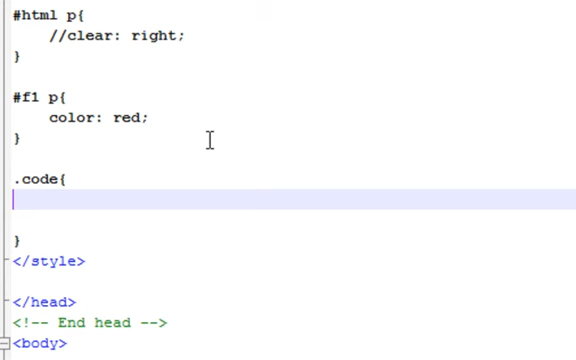 #html p{
//clear: right;
}
#f1 p{
color: red;
}
.code{
}
</style>
</head>
<!-- End head -->
<body>